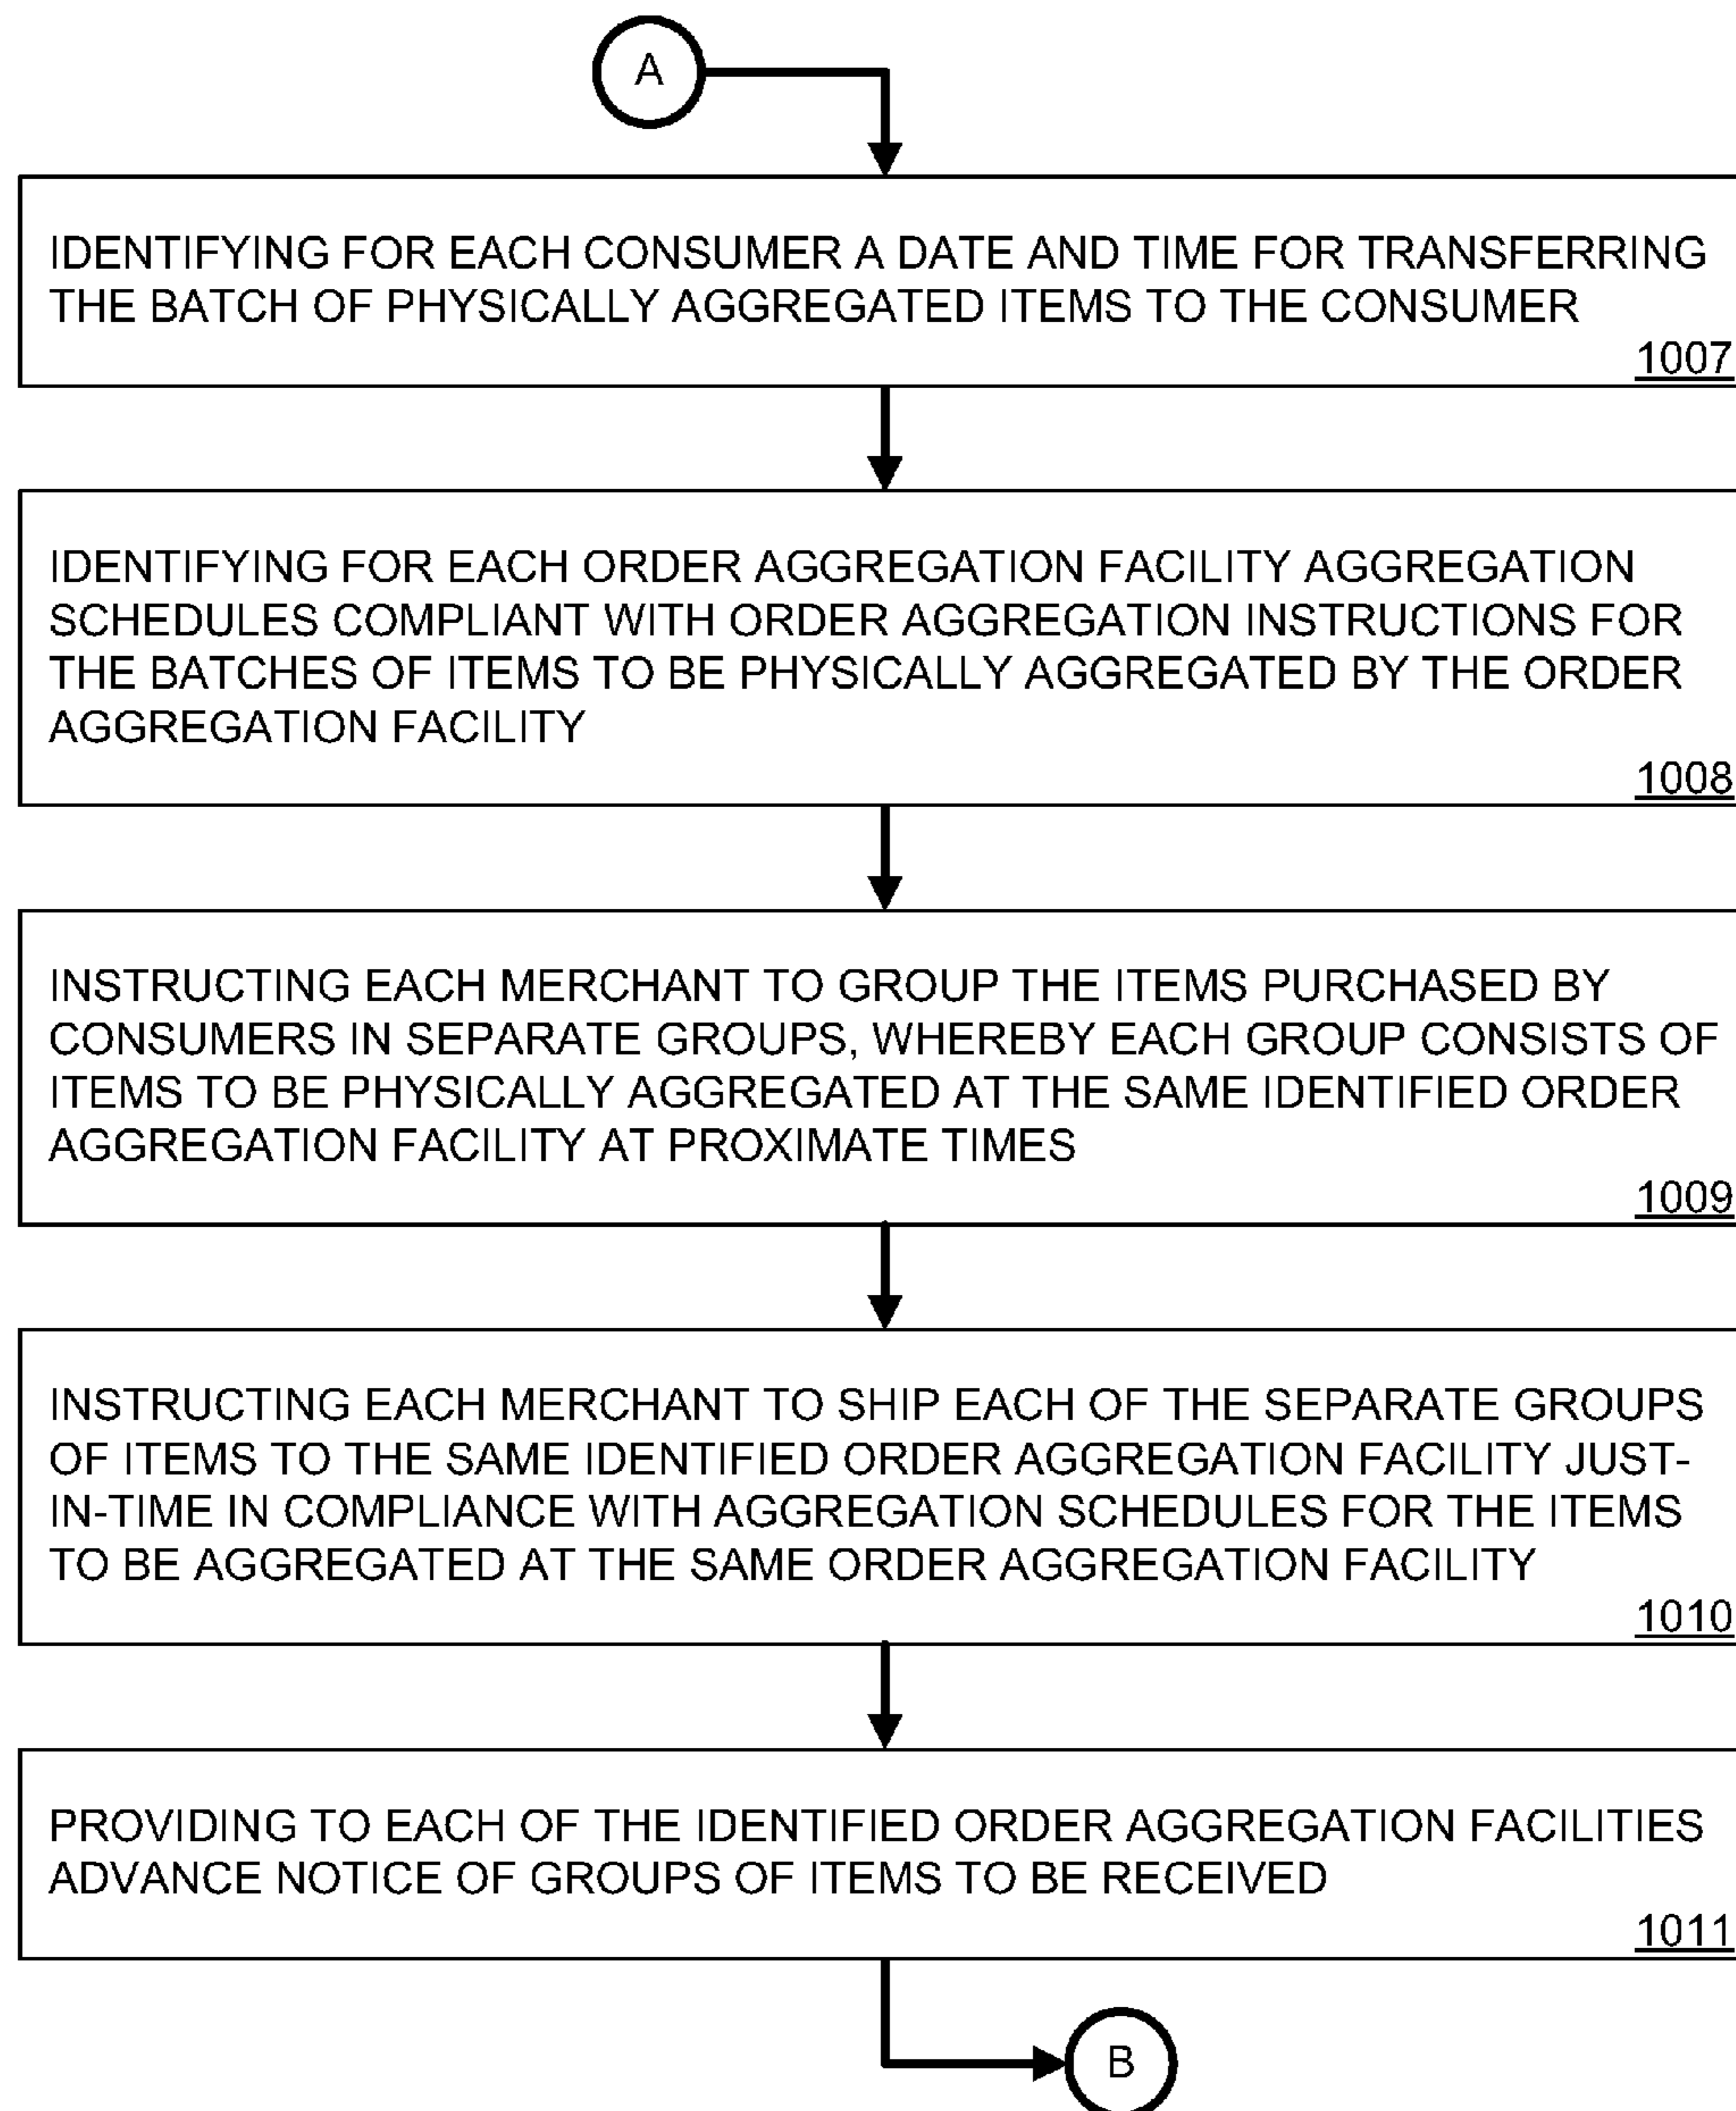 A
IDENTIFYING FOR EACH CONSUMER A DATE AND TIME FOR TRANSFERRING
THE BATCH OF PHYSICALLY AGGREGATED ITEMS TO THE CONSUMER
1007
IDENTIFYING FOR EACH ORDER AGGREGATION FACILITY AGGREGATION
SCHEDULES COMPLIANT WITH ORDER AGGREGATION INSTRUCTIONS FOR
THE BATCHES OF ITEMS TO BE PHYSICALLY AGGREGATED BY THE ORDER
AGGREGATION FACILITY
1008
INSTRUCTING EACH MERCHANT TO GROUP THE ITEMS PURCHASED BY
CONSUMERS IN SEPARATE GROUPS, WHEREBY EACH GROUP CONSISTS OF
ITEMS TO BE PHYSICALLY AGGREGATED AT THE SAME IDENTIFIED ORDER
AGGREGATION FACILITY AT PROXIMATE TIMES
1009
INSTRUCTING EACH MERCHANT TO SHIP EACH OF THE SEPARATE GROUPS
OF ITEMS TO THE SAME IDENTIFIED ORDER AGGREGATION FACILITY JUST-
IN-TIME IN COMPLIANCE WITH AGGREGATION SCHEDULES FOR THE ITEMS
TO BE AGGREGATED AT THE SAME ORDER AGGREGATION FACILITY
1010
PROVIDING TO EACH OF THE IDENTIFIED ORDER AGGREGATION FACILITIES
ADVANCE NOTICE OF GROUPS OF ITEMS TO BE RECEIVED
1011
B